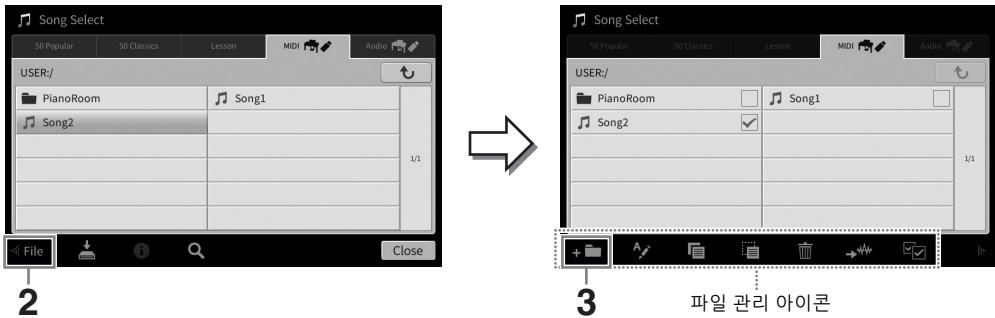 Song Select
50 Popular 50 Classics Lesson MIDI Audio
USER:/
PianoRoom Song1
Song2
1/1
File Close
2
Song Select
50 Popular 50 Classics Lesson MIDI Audio
USER:/
PianoRoom Song1
Song2
1/1
3 파일 관리 아이콘